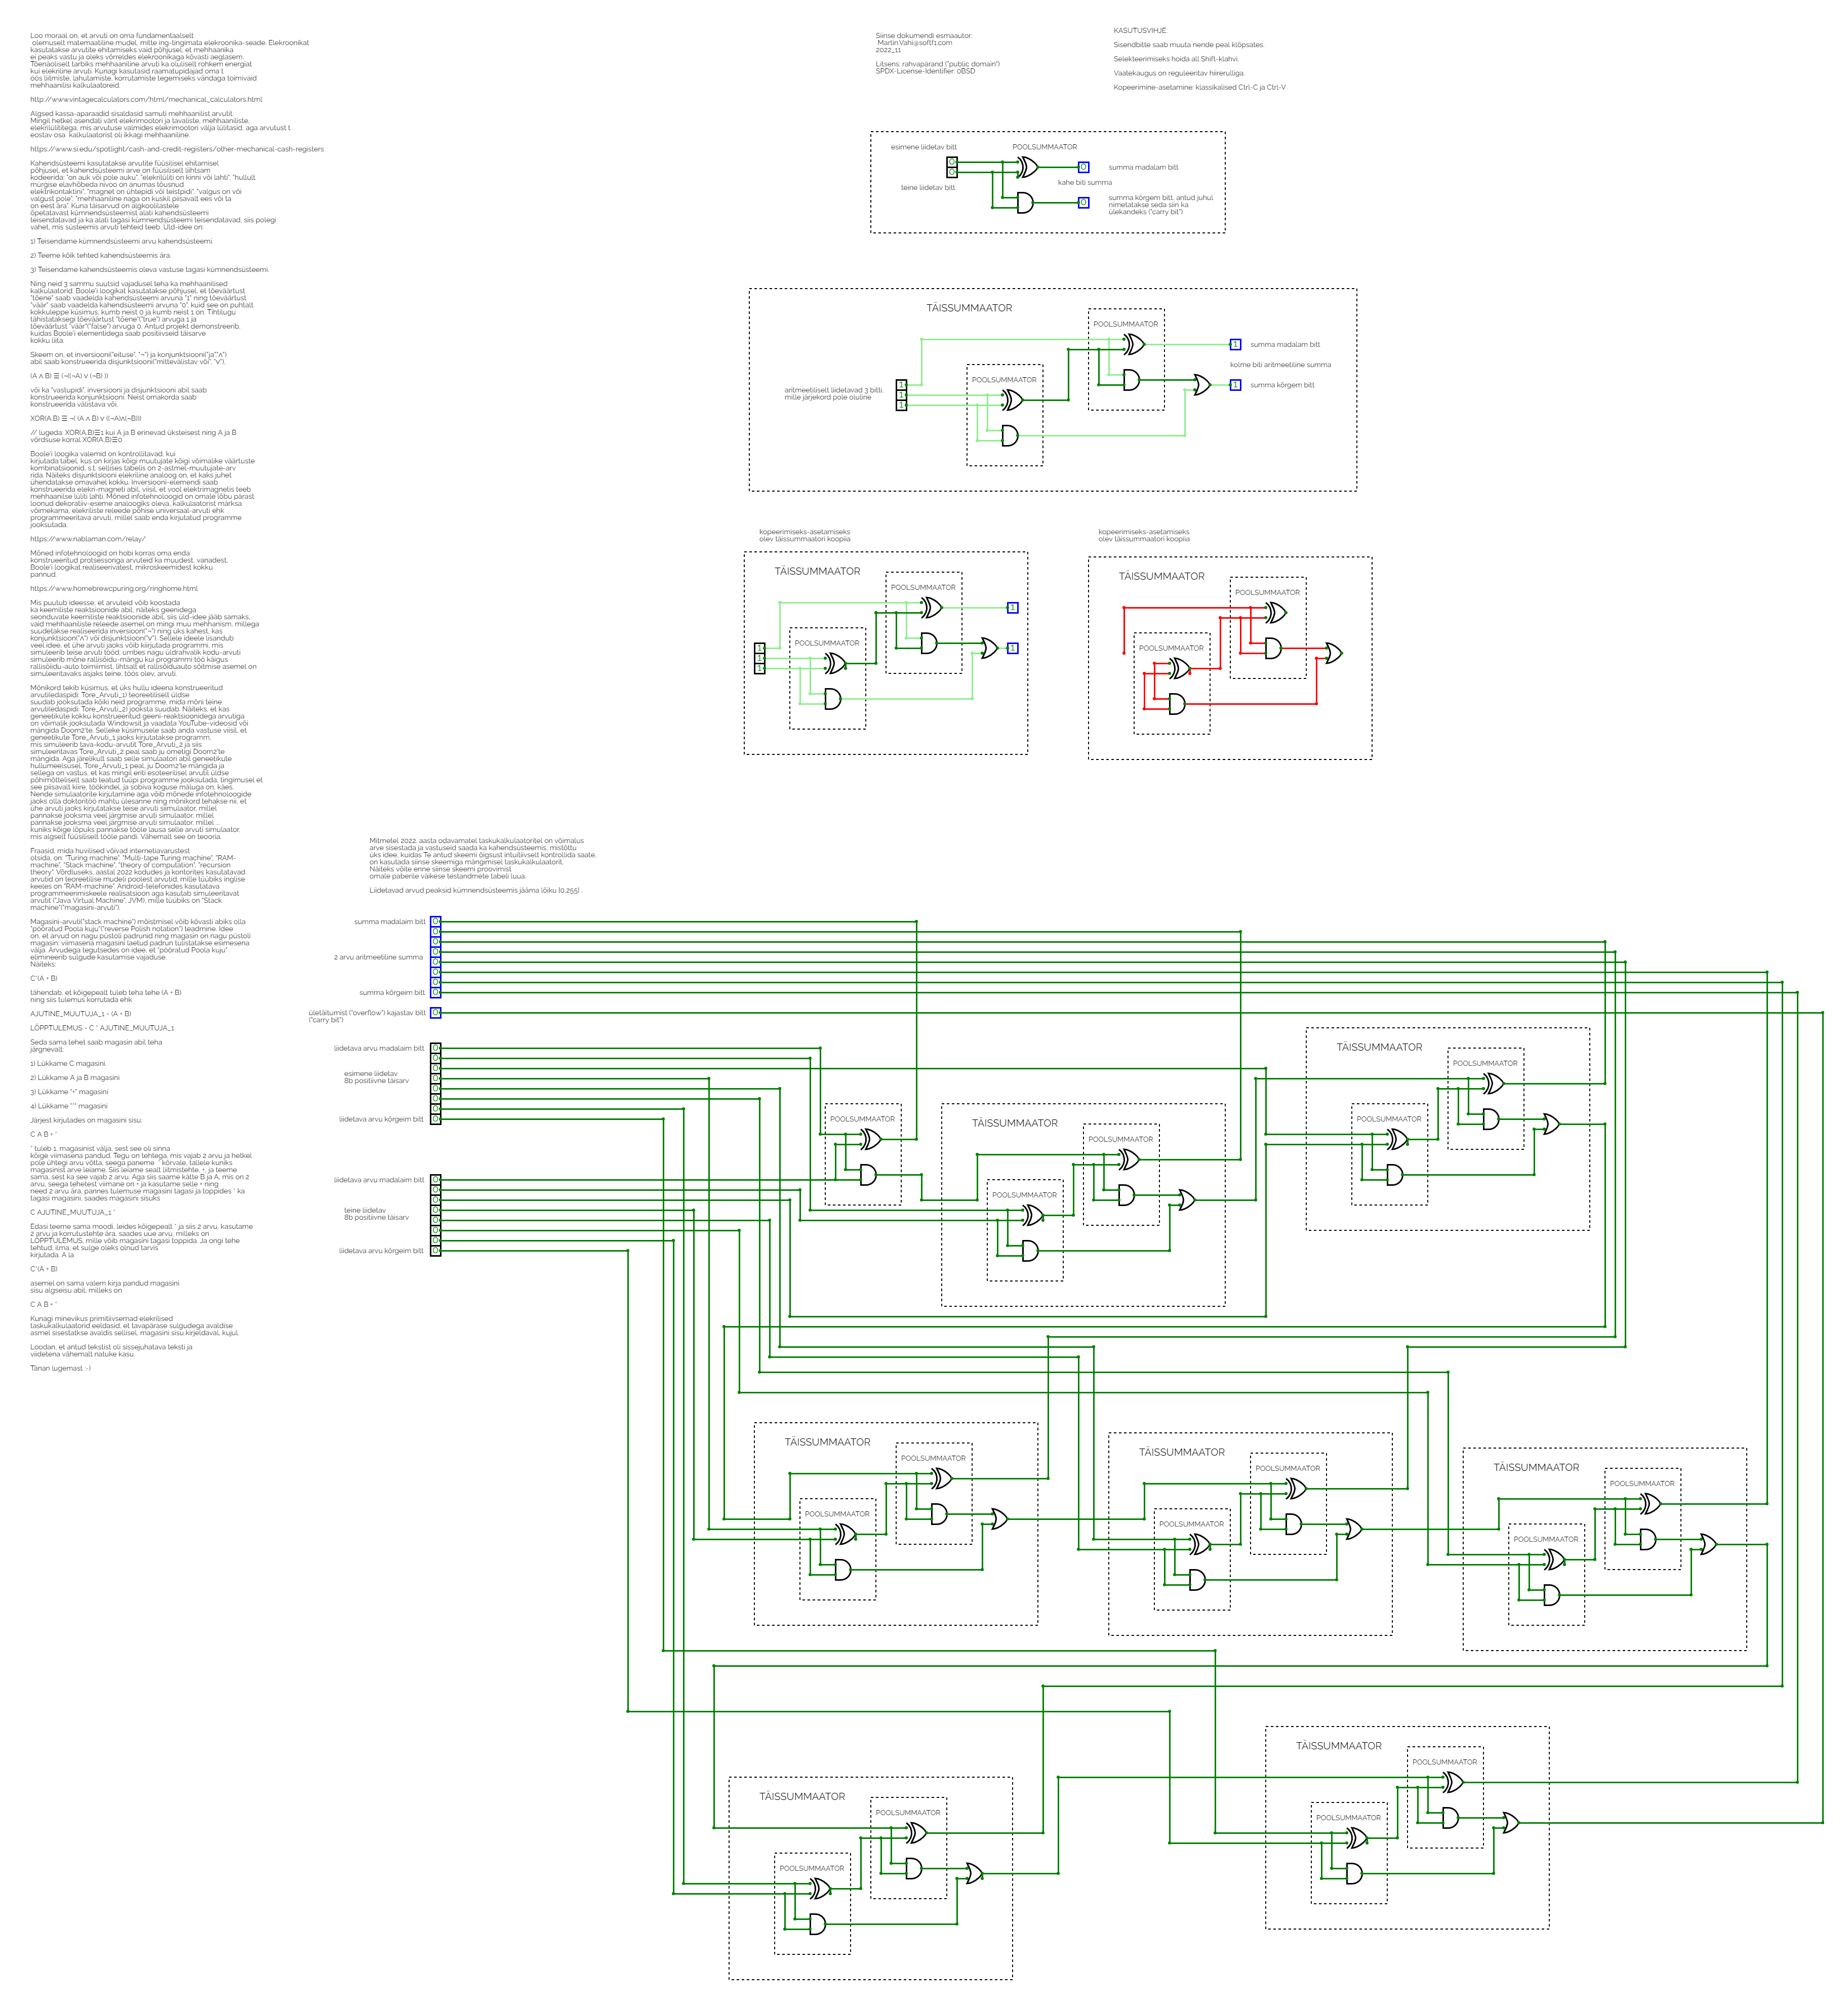 Loo moraal on, et arvuti on oma fundamentaalselt
olemuselt matemaatiline mudel, mitte ing-tingimata elekroonika-seade. Elekroonikat
kasutatakse arvutite ehitamiseks vaid põhjusel, et mehhaanika
ei peaks vastu ja oleks võrreldes elekroonikaga kõvasti aeglasem.
Tõenäoliselt tarbiks mehhaaniline arvuti ka oluliselt rohkem energiat
kui elekriline arvuti. Kunagi kasutasid raamatupidajad oma t
öös liitmiste, lahutamiste, korrutamiste tegemiseks vändaga toimivaid
mehhaanilisi kalkulaatoreid.
http://www.vintagecalculators.com/html/mechanical_calculators.html
Algsed kassa-aparaadid sisaldasid samuti mehhaanilist arvutit.
Mingil hetkel asendati vänt elekrimootori ja tavaliste, mehhaaniliste,
elekrilülititega, mis arvutuse valmides elekrimootori välja lülitasid, aga arvutust t
eostav osa kalkulaatorist oli ikkagi mehhaaniline.
https://www.si.edu/spotlight/cash-and-credit-registers/other-mechanical-cash-registers
Kahendsüsteemi kasutatakse arvutite füüsilisel ehitamisel
põhjusel, et kahendsüsteemi arve on füüsiliselt lihtsam
kodeerida: "on auk või pole auku", "elekrilüliti on kinni või lahti", "hullult
mürgise elavhõbeda nivoo on anumas tõusnud
elektrikontaktini", "magnet on ühtepidi või teistpidi", "valgus on või
valgust pole", "mehhaaniline naga on kuskil piisavalt ees või ta
on eest ära". Kuna täisarvud on algkoolilastele
õpetatavast kümnendsüsteemist alati kahendsüsteemi
teisendatavad ja ka alati tagasi kümnendsüsteemi teisendatavad, siis polegi
vahet, mis süsteemis arvuti tehteid teeb. Üld-idee on:
1) Teisendame kümnendsüsteemi arvu kahendsüsteemi.
2) Teeme kõik tehted kahendsüsteemis ära.
3) Teisendame kahendsüsteemis oleva vastuse tagasi kümnendsüsteemi.
Ning neid 3 sammu suutsid vajadusel teha ka mehhaanilised
kalkulaatorid. Boole'i loogikat kasutatakse põhjusel, et tõeväärtust
"tõene" saab vaadelda kahendsüsteemi arvuna "1" ning tõeväärtust
"väär" saab vaadelda kahendsüsteemi arvuna "0", kuid see on puhtalt
kokkuleppe küsimus, kumb neist 0 ja kumb neist 1 on. Tihtilugu
tähistataksegi tõeväärtust "tõene"("true") arvuga 1 ja
tõeväärtust "väär"("false") arvuga 0. Antud projekt demonstreerib,
kuidas Boole'i elementidega saab positiivseid täisarve
kokku liita.
Skeem on, et inversiooni("eituse", "¬") ja konjunktsiooni("ja","∧")
abil saab konstrueerida disjunktsiooni("mittevälistav või", "∨"),
(A ∧ B) ☰ (¬((¬A) ∨ (¬B) ))
või ka "vastupidi", inversiooni ja disjunktsiooni abil saab
konstrueerida konjunktsiooni. Neist omakorda saab
konstrueerida välistava või.
XOR(A,B) ☰ ¬( (A ∧ B) ∨ ((¬A)∧(¬B)))
// lugeda: XOR(A,B)☰1 kui A ja B erinevad üksteisest ning A ja B
võrdsuse korral XOR(A,B)☰0
Boole'i loogika valemid on kontrollitavad, kui
kirjutada tabel, kus on kirjas kõigi muutujate kõigi võimalike väärtuste
kombinatsioonid, s.t. sellises tabelis on 2-astmel-muutujate-arv
rida. Näiteks disjunktsiooni elekriline analoog on, et kaks juhet
ühendatakse omavahel kokku. Inversiooni-elemendi saab
konstrueerida elekri-magneti abil, viisil, et vool elektrimagnetis teeb
mehhaanilse lüliti lahti. Mõned infotehnoloogid on omale lõbu pärast
loonud dekoratiiv-eseme analoogiks oleva, kalkulaatorist märksa
võimekama, elekriliste releede põhise universaal-arvuti ehk
programmeeritava arvuti, millel saab enda kirjutatud programme
jooksutada.
https://www.nablaman.com/relay/
Mõned infotehnoloogid on hobi korras oma enda
konstrueeritud protsessoriga arvuteid ka muudest, vanadest,
Boole'i loogikat realiseerivatest, mikroskeemidest kokku
pannud.
https://www.homebrewcpuring.org/ringhome.html
Mis puutub ideesse, et arvuteid võib koostada
ka keemiliste reaktsioonide abil, näiteks geenidega
seonduvate keemiliste reaktsioonide abil, siis üld-idee jääb samaks,
vaid mehhaaniliste releede asemel on mingi muu mehhanism, millega
suudetakse realiseerida inversiooni("¬") ning üks kahest, kas
konjunktsioon("∧") või disjunktsioon("∨"). Sellele ideele lisandub
veel idee, et ühe arvuti jaoks võib kiirjutada programmi, mis
simuleerib teise arvuti tööd, umbes nagu üldrahvalik kodu-arvuti
simuleerib mõne rallisõidu-mängu kui programmi töö käigus
rallisõidu-auto toimimist, lihtsalt et rallisõiduauto sõitmise asemel on
simuleeritavaks asjaks teine, töös olev, arvuti.
Mõnikord tekib küsimus, et üks hullu ideena konstrueeritud
arvuti(edaspidi: Tore_Arvuti_1) teoreetiliselt üldse
suudab jooksutada kõiki neid programme, mida mõni teine
arvuti(edaspidi: Tore_Arvuti_2) jooksta suudab. Näiteks, et kas
geneetikute kokku konstrueeritud geeni-reaktsioonidega arvutiga
on võimalik jooksutada Windowsit ja vaadata YouTube-videosid või
mängida Doom2'te. Selleke küsimusele saab anda vastuse viisil, et
geneetikute Tore_Arvuti_1 jaoks kirjutatakse programm,
mis simuleerib tava-kodu-arvutit Tore_Arvuti_2 ja siis
simuleeritavas Tore_Arvuti_2 peal saab ju ometigi Doom2'te
mängida. Aga järelikult saab selle simulaatori abil geneetikute
hullumeelsusel, Tore_Arvuti_1 peal, ju Doom2'te mängida ja
sellega on vastus, et kas mingil eriti esoteerilisel arvutil üldse
põhimõtteliselt saab teatud tüüpi programme jooksutada, tingimusel et
see piisavalt kiire, töökindel, ja sobiva koguse mäluga on, käes.
Nende simulaatorite kirjutamine aga võib mõnede infotehnoloogide
jaoks olla doktoritöö mahtu ülesanne ning mõnikord tehakse nii, et
ühe arvuti jaoks kirjutatakse teise arvuti siimulaator, millel
pannakse jooksma veel järgmise arvuti simulaator, millel
pannakse jooksma veel järgmise arvuti simulaator, millel ...
kuniks kõige lõpuks pannakse tööle lausa selle arvuti simulaator,
mis algselt füüsiliselt tööle pandi. Vähemalt see on teooria.
Fraasid, mida huvilised võivad internetiavarustest
otsida, on: "Turing machine", "Multi-tape Turing machine", "RAM-
machine", "Stack machine", "theory of computation", "recursion
theory". Võrdluseks, aastal 2022 kodudes ja kontorites kasutatavad
arvutid on teoreetilise mudeli poolest arvutid, mille tüübiks inglise
keeles on "RAM-machine". Android-telefonides kasutatava
programmeerimiskeele realisatsioon aga kasutab simuleeritavat
arvutit ("Java Virtual Machine", JVM), mille tüübiks on "Stack
machine"("magasini-arvuti").
Magasini-arvuti("stack machine") mõistmisel võib kõvasti abiks olla
"pööratud Poola kuju"("reverse Polish notation") teadmine. Idee
on, et arvud on nagu püstoli padrunid ning magasin on nagu püstoli
magasin: viimasena magasini laetud padrun tulistatakse esimesena
välja. Arvudega tegutsedes on idee, et "pööratud Poola kuju"
elimineerib sulgude kasutamise vajaduse.
Näiteks:
C*(A + B)
tähendab, et kõigepealt tuleb teha tehe (A + B)
ning siis tulemus korrutada ehk
AJUTINE_MUUTUJA_1 = (A + B)
LÕPPTULEMUS = C * AJUTINE_MUUTUJA_1
Seda sama tehet saab magasin abil teha
järgnevalt:
1) Lükkame C magasini.
2) Lükkame A ja B magasini
3) Lükkame "+" magasini
4) Lükkame "*" magasini
Järjest kirjutades on magasini sisu:
C A B + *
* tuleb 1. magasinist välja, sest see oli sinna
kõige viimasena pandud. Tegu on tehtega, mis vajab 2 arvu ja hetkel
pole ühtegi arvu võtta, seega paneme * kõrvale, tallele kuniks
magasinist arve leiame. Siis leiame sealt liitmistehte, +, ja teeme
sama, sest ka see vajab 2 arvu. Aga siis saame kätte B ja A, mis on 2
arvu, seega tehetest viimane on + ja kasutame selle + ning
need 2 arvu ära, pannes tulemuse magasini tagasi ja toppides * ka
tagasi magasini, saades magasini sisuks
C AJUTINE_MUUTUJA_1 *
Edasi teeme sama moodi, leides kõigepealt * ja siis 2 arvu, kasutame
2 arvu ja korrutustehte ära, saades uue arvu, milleks on
LÕPPTULEMUS, mille võib magasini tagasi toppida. Ja ongi tehe
tehtud, ilma, et sulge oleks olnud tarvis
kirjutada. A la
C*(A + B)
asemel on sama valem kirja pandud magasini
sisu algseisu abil, milleks on
C A B + *
Kunagi minevikus primitiivsemad elekrilised
taskukalkulaatorid eeldasid, et tavapärase sulgudega avaldise
asmel sisestatkse avaldis sellisel, magasini sisu kirjeldaval, kujul.
Loodan, et antud tekstist oli sissejuhatava teksti ja
viidetena vähemalt natuke kasu.
Tänan lugemast :-)
Siinse dokumendi esmaautor:
Martin.Vahi@softf1.com
2022_11
Litsens: rahvapärand ("public domain")
SPDX-License-Identifier: 0BSD
KASUTUSVIHJE:
Sisendbitte saab muuta nende peal klõpsates.
Selekteerimiseks hoida all Shift-klahvi.
Vaatekaugus on reguleeritav hiirerulliga.
Kopeerimine-asetamine: klassikalised Ctrl-C ja Ctrl-V
esimene liidetav bitt
POOLSUMMAATOR
0
0
0
summa madalam bitt
teine liidetav bitt
kahe biti summa
0
summa kõrgem bitt, antud juhul
nimetatakse seda siin ka
ülekandeks ("carry bit")
TÄISSUMMAATOR
POOLSUMMAATOR
1
summa madalam bitt
kolme biti aritmeetiline summa
POOLSUMMAATOR
aritmeetiliselt liidetavad 3 bitti,
mille järjekord pole oluline
1
1
1
1
summa kõrgem bitt
kopeerimiseks-asetamiseks
olev täissummaatori koopiia
TÄISSUMMAATOR
POOLSUMMAATOR
POOLSUMMAATOR
1
1
1
1
1
kopeerimiseks-asetamiseks
olev täissummaatori koopiia
TÄISSUMMAATOR
POOLSUMMAATOR
POOLSUMMAATOR
Mitmetel 2022. aasta odavamatel taskukalkulaatoritel on võimalus
arve sisestada ja vastuseid saada ka kahendsüsteemis, mistõttu
üks idee, kuidas Te antud skeemi õigsust intuitiivselt kontrollida saate,
on kasutada siinse skeemiga mängimisel taskukalkulaatorit.
Näiteks võite enne siinse skeemi proovimist
omale paberile väikese testandmete tabeli luua.
Liidetavad arvud peaksid kümnendsüsteemis jääma lõiku [0,255] .
summa madalaim bitt
0
0
0
0
2 arvu aritmeetiline summa
0
0
0
summa kõrgeim bitt
0
ületäitumist ("overflow") kajastav bitt
("carry bit")
0
liidetava arvu madalaim bitt
0
0
0
esimene liidetav
8b positiivne täisarv
0
0
0
0
liidetava arvu kõrgeim bitt
0
liidetava arvu madalaim bitt
0
0
0
teine liidetav
8b positiivne täisarv
0
0
0
0
liidetava arvu kõrgeim bitt
0
POOLSUMMAATOR
TÄISSUMMAATOR
POOLSUMMAATOR
POOLSUMMAATOR
TÄISSUMMAATOR
POOLSUMMAATOR
POOLSUMMAATOR
TÄISSUMMAATOR
POOLSUMMAATOR
POOLSUMMAATOR
TÄISSUMMAATOR
POOLSUMMAATOR
POOLSUMMAATOR
TÄISSUMMAATOR
POOLSUMMAATOR
POOLSUMMAATOR
TÄISSUMMAATOR
POOLSUMMAATOR
POOLSUMMAATOR
TÄISSUMMAATOR
POOLSUMMAATOR
POOLSUMMAATOR